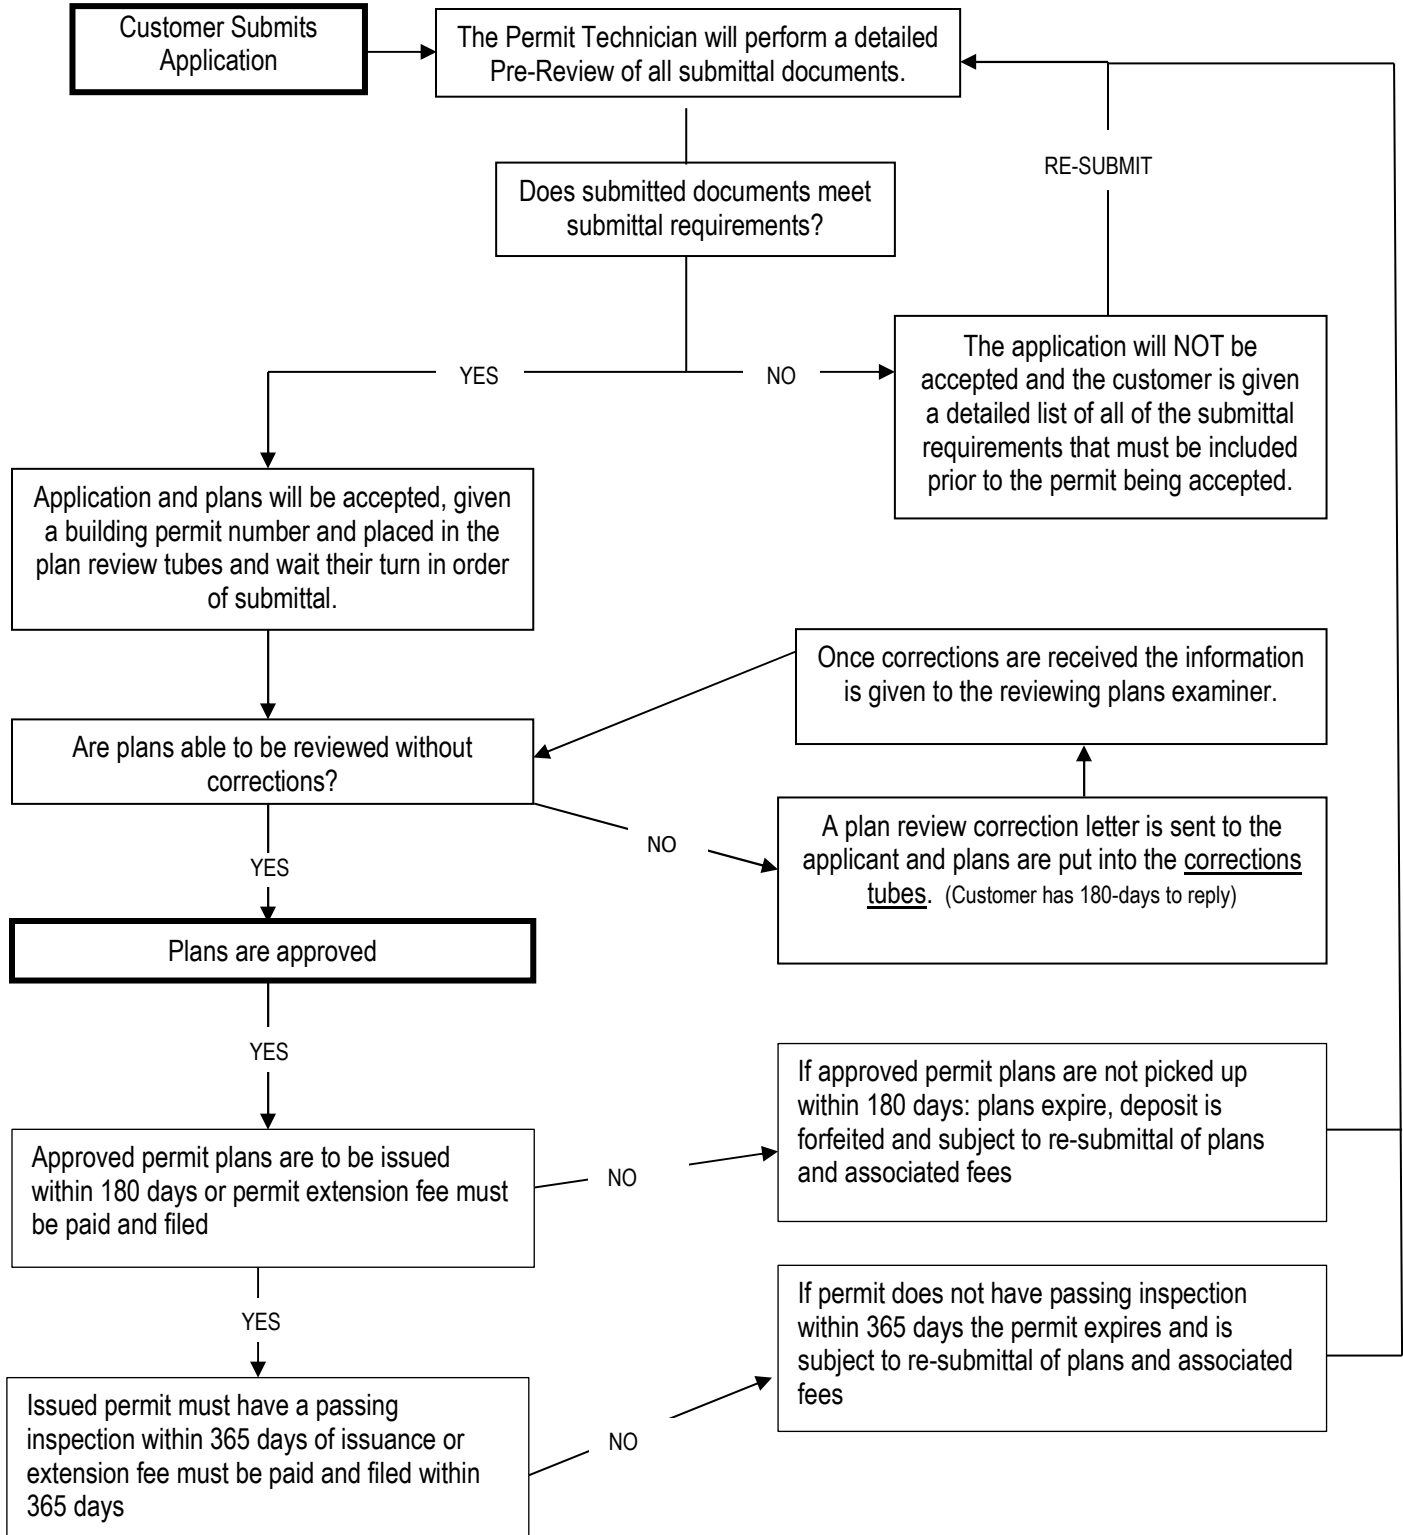 Customer Submits
Application
The Permit Technician will perform a detailed
Pre-Review of all submittal documents.
RE-SUBMIT
Does submitted documents meet
submittal requirements?
The application will NOT be
accepted and the customer is given
a detailed list of all of the submittal
requirements that must be included
prior to the permit being accepted.
YES
NO
Application and plans will be accepted, given
a building permit number and placed in the
plan review tubes and wait their turn in order
of submittal.
Once corrections are received the information
is given to the reviewing plans examiner.
Are plans able to be reviewed without
corrections?
A plan review correction letter is sent to the
applicant and plans are put into the corrections
tubes. (Customer has 180-days to reply)
NO
YES
Plans are approved
YES
If approved permit plans are not picked up
within 180 days: plans expire, deposit is
forfeited and subject to re-submittal of plans
and associated fees
Approved permit plans are to be issued
within 180 days or permit extension fee must
be paid and filed
NO
YES
If permit does not have passing inspection
within 365 days the permit expires and is
subject to re-submittal of plans and associated
fees
Issued permit must have a passing
inspection within 365 days of issuance or
extension fee must be paid and filed within
365 days
NO